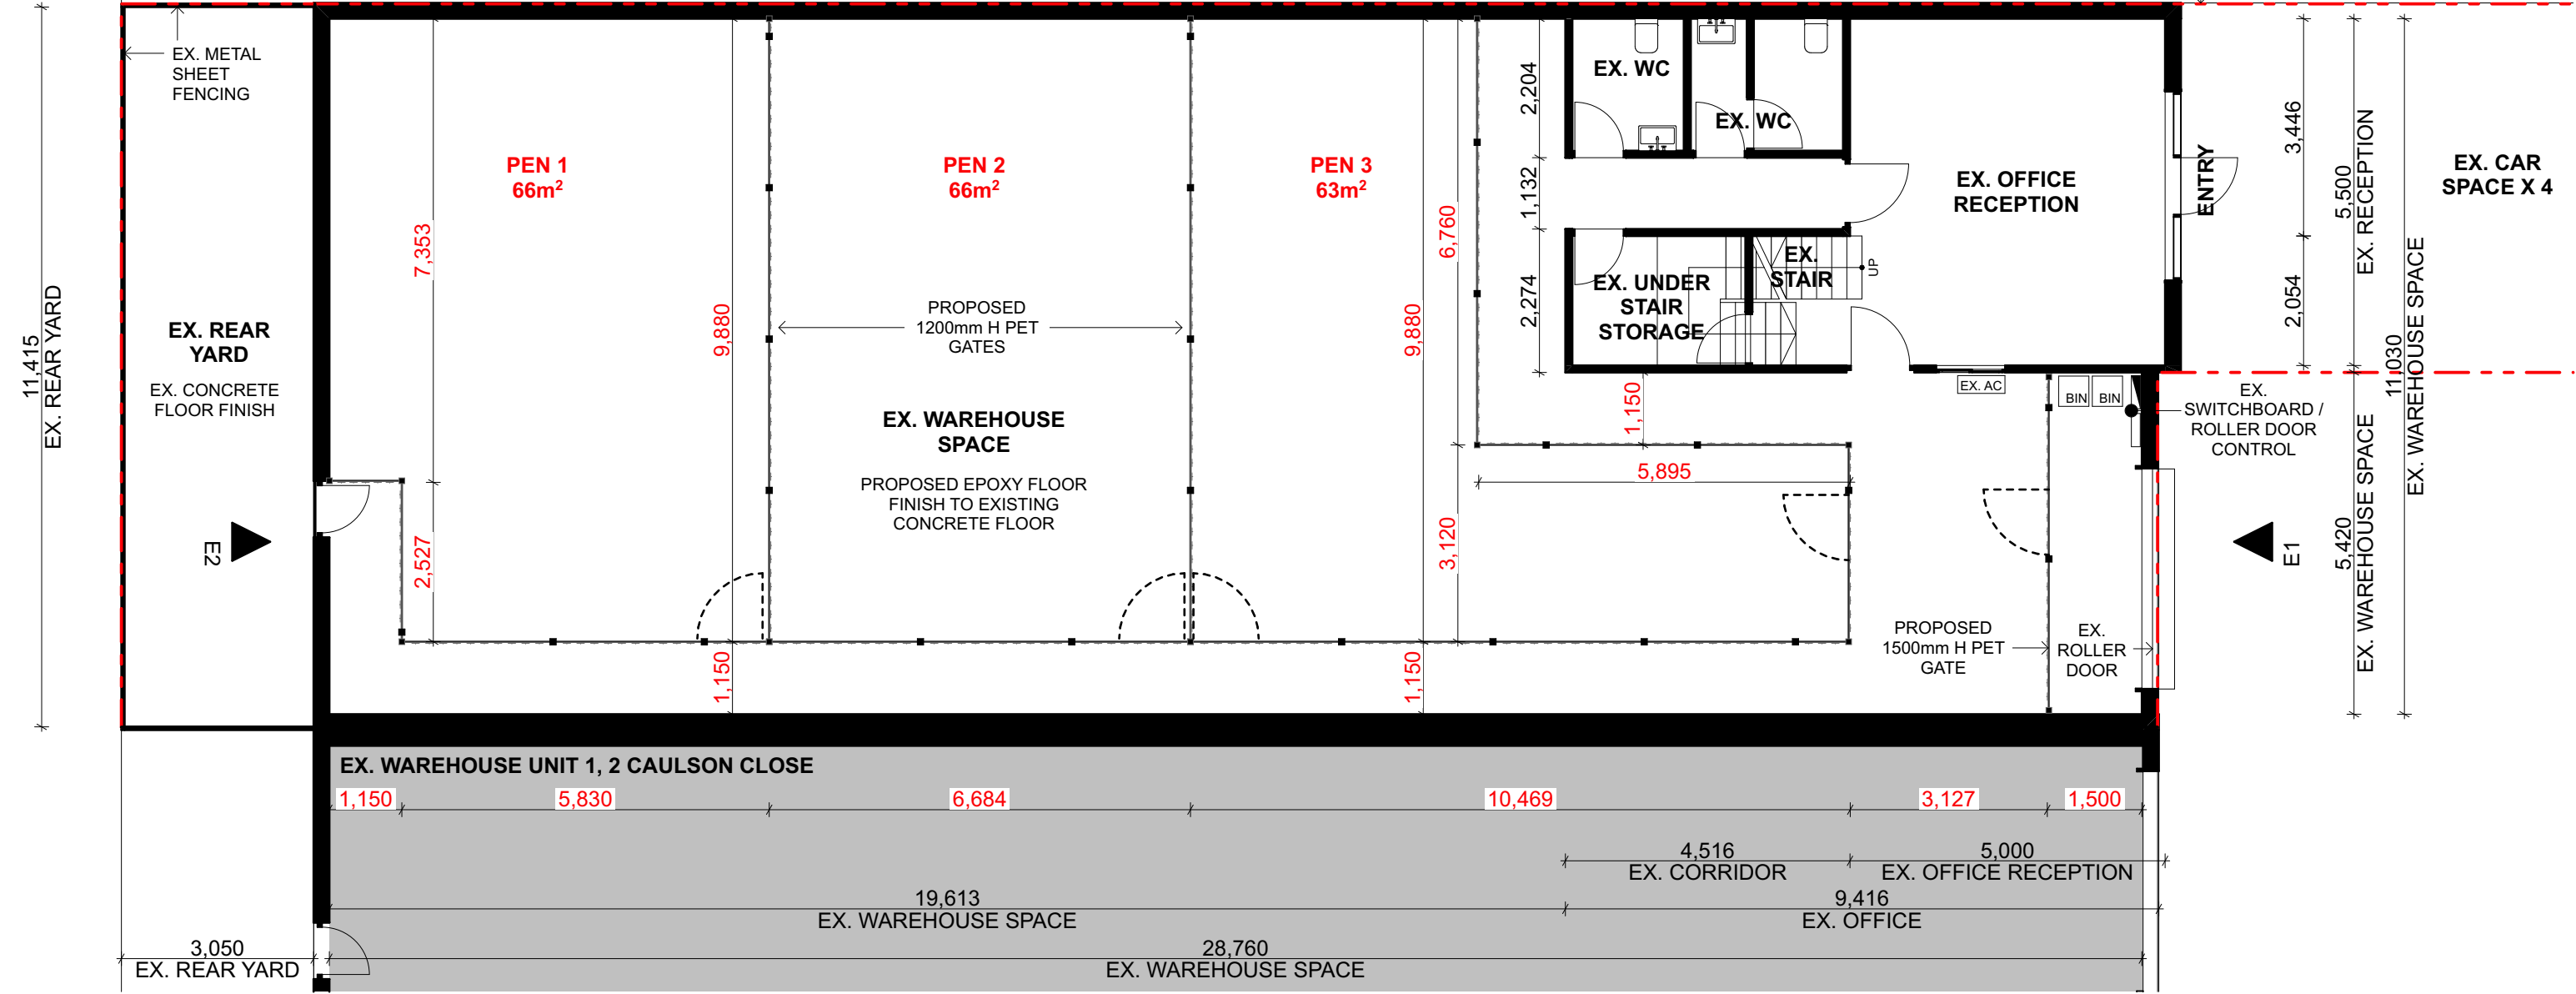 EX. METAL
SHEET
FENCING
11,415
EX. REAR YARD
EX. REAR
YARD
EX. CONCRETE
FLOOR FINISH
E2
PEN 1
66m²
7,353
2,527
9,880
1,150
PEN 2
66m²
PROPOSED
1200mm H PET
GATES
EX. WAREHOUSE
SPACE
PROPOSED EPOXY FLOOR
FINISH TO EXISTING
CONCRETE FLOOR
PEN 3
63m²
9,880
1,150
6,760
3,120
2,204
1,132
2,274
EX. WC
EX. WC
EX. UNDER
STAIR
STORAGE
EX.
STAIR
UP
1,150
5,895
EX. OFFICE
RECEPTION
ENTRY
EX. AC
BIN
BIN
EX.
SWITCHBOARD /
ROLLER DOOR
CONTROL
PROPOSED
1500mm H PET
GATE
EX.
ROLLER
DOOR
E1
3,446
2,054
5,500
EX. RECEPTION
5,420
EX. WAREHOUSE SPACE
11,030
EX. WAREHOUSE SPACE
EX. CAR
SPACE X 4
EX. WAREHOUSE UNIT 1, 2 CAULSON CLOSE
1,150
5,830
6,684
10,469
3,127
1,500
4,516
EX. CORRIDOR
5,000
EX. OFFICE RECEPTION
19,613
EX. WAREHOUSE SPACE
9,416
EX. OFFICE
3,050
EX. REAR YARD
28,760
EX. WAREHOUSE SPACE